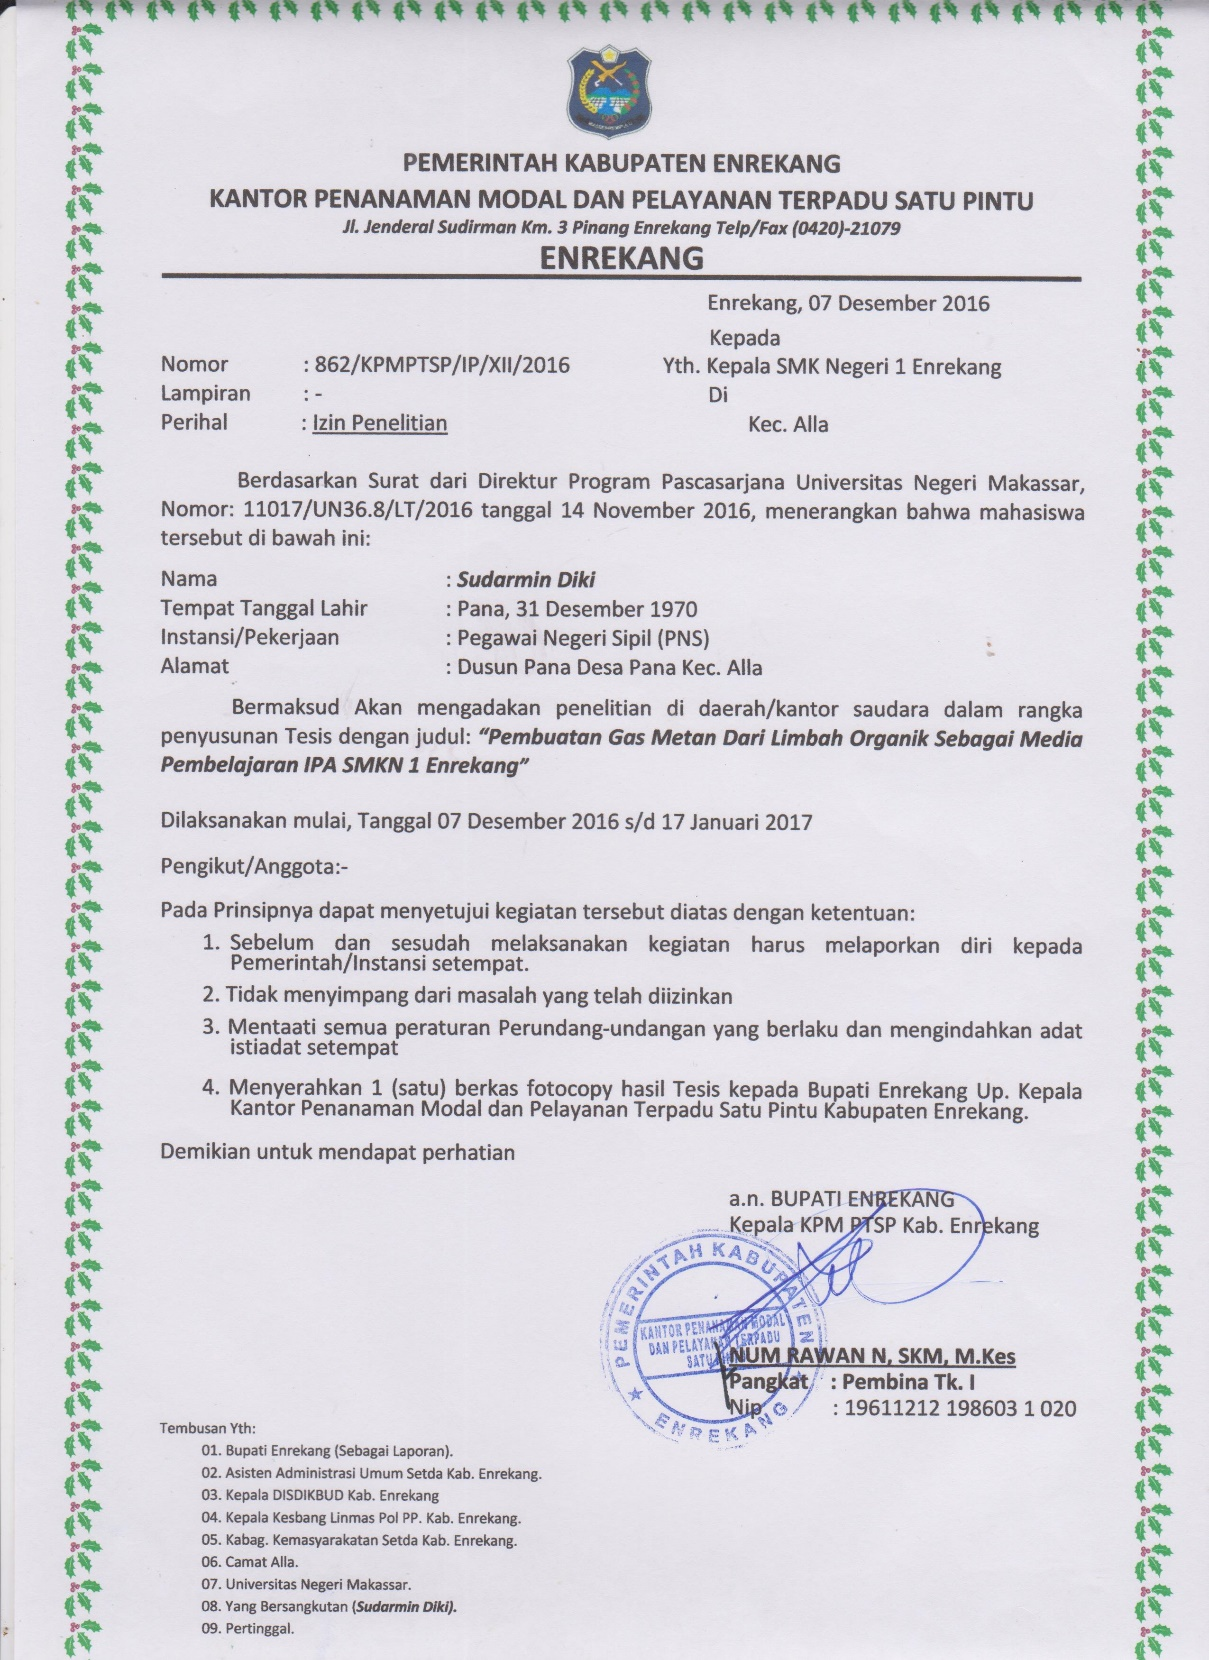 PEMERINTAH KABUPATEN ENREKANG
KANTOR PENANAMAN MODAL DAN PELAYANAN TERPADU SATU PINTU
Jl. Jenderal Sudirman Km. 3 Pinang Enrekang Telp/Fax (0420)-21079
ENREKANG
Enrekang, 07 Desember 2016
Kepada
Nomor : 862/KPMPTSP/IP/XII/2016 Yth. Kepala SMK Negeri 1 Enrekang
Lampiran : - Di
Perihal : Izin Penelitian Kec. Alla
Berdasarkan Surat dari Direktur Program Pascasarjana Universitas Negeri Makassar,
Nomor: 11017/UN36.8/LT/2016 tanggal 14 November 2016, menerangkan bahwa mahasiswa
tersebut di bawah ini:
Nama : Sudarmin Diki
Tempat Tanggal Lahir : Pana, 31 Desember 1970
Instansi/Pekerjaan : Pegawai Negeri Sipil (PNS)
Alamat : Dusun Pana Desa Pana Kec. Alla
Bermaksud Akan mengadakan penelitian di daerah/kantor saudara dalam rangka
penyusunan Tesis dengan judul: “Pembuatan Gas Metan Dari Limbah Organik Sebagai Media
Pembelajaran IPA SMKN 1 Enrekang”
Dilaksanakan mulai, Tanggal 07 Desember 2016 s/d 17 Januari 2017
Pengikut/Anggota:-
Pada Prinsipnya dapat menyetujui kegiatan tersebut diatas dengan ketentuan:
1. Sebelum dan sesudah melaksanakan kegiatan harus melaporkan diri kepada
Pemerintah/Instansi setempat.
2. Tidak menyimpang dari masalah yang telah diizinkan
3. Mentaati semua peraturan Perundang-undangan yang berlaku dan mengindahkan adat
istiadat setempat
4. Menyerahkan 1 (satu) berkas fotocopy hasil Tesis kepada Bupati Enrekang Up. Kepala
Kantor Penanaman Modal dan Pelayanan Terpadu Satu Pintu Kabupaten Enrekang.
Demikian untuk mendapat perhatian
a.n. BUPATI ENREKANG
Kepala KPM PTSP Kab. Enrekang
PEMERINTAH KABUPATEN
KANTOR PENANAMAN MODAL
DAN PELAYANAN TERPADU
SATU
ENREKANG
NUM RAWAN N, SKM, M.Kes
Pangkat : Pembina Tk. I
Nip : 19611212 198603 1 020
Tembusan Yth:
01. Bupati Enrekang (Sebagai Laporan).
02. Asisten Administrasi Umum Setda Kab. Enrekang.
03. Kepala DISDIKBUD Kab. Enrekang
04. Kepala Kesbang Linmas Pol PP. Kab. Enrekang.
05. Kabag. Kemasyarakatan Setda Kab. Enrekang.
06. Camat Alla.
07. Universitas Negeri Makassar.
08. Yang Bersangkutan (Sudarmin Diki).
09. Pertinggal.